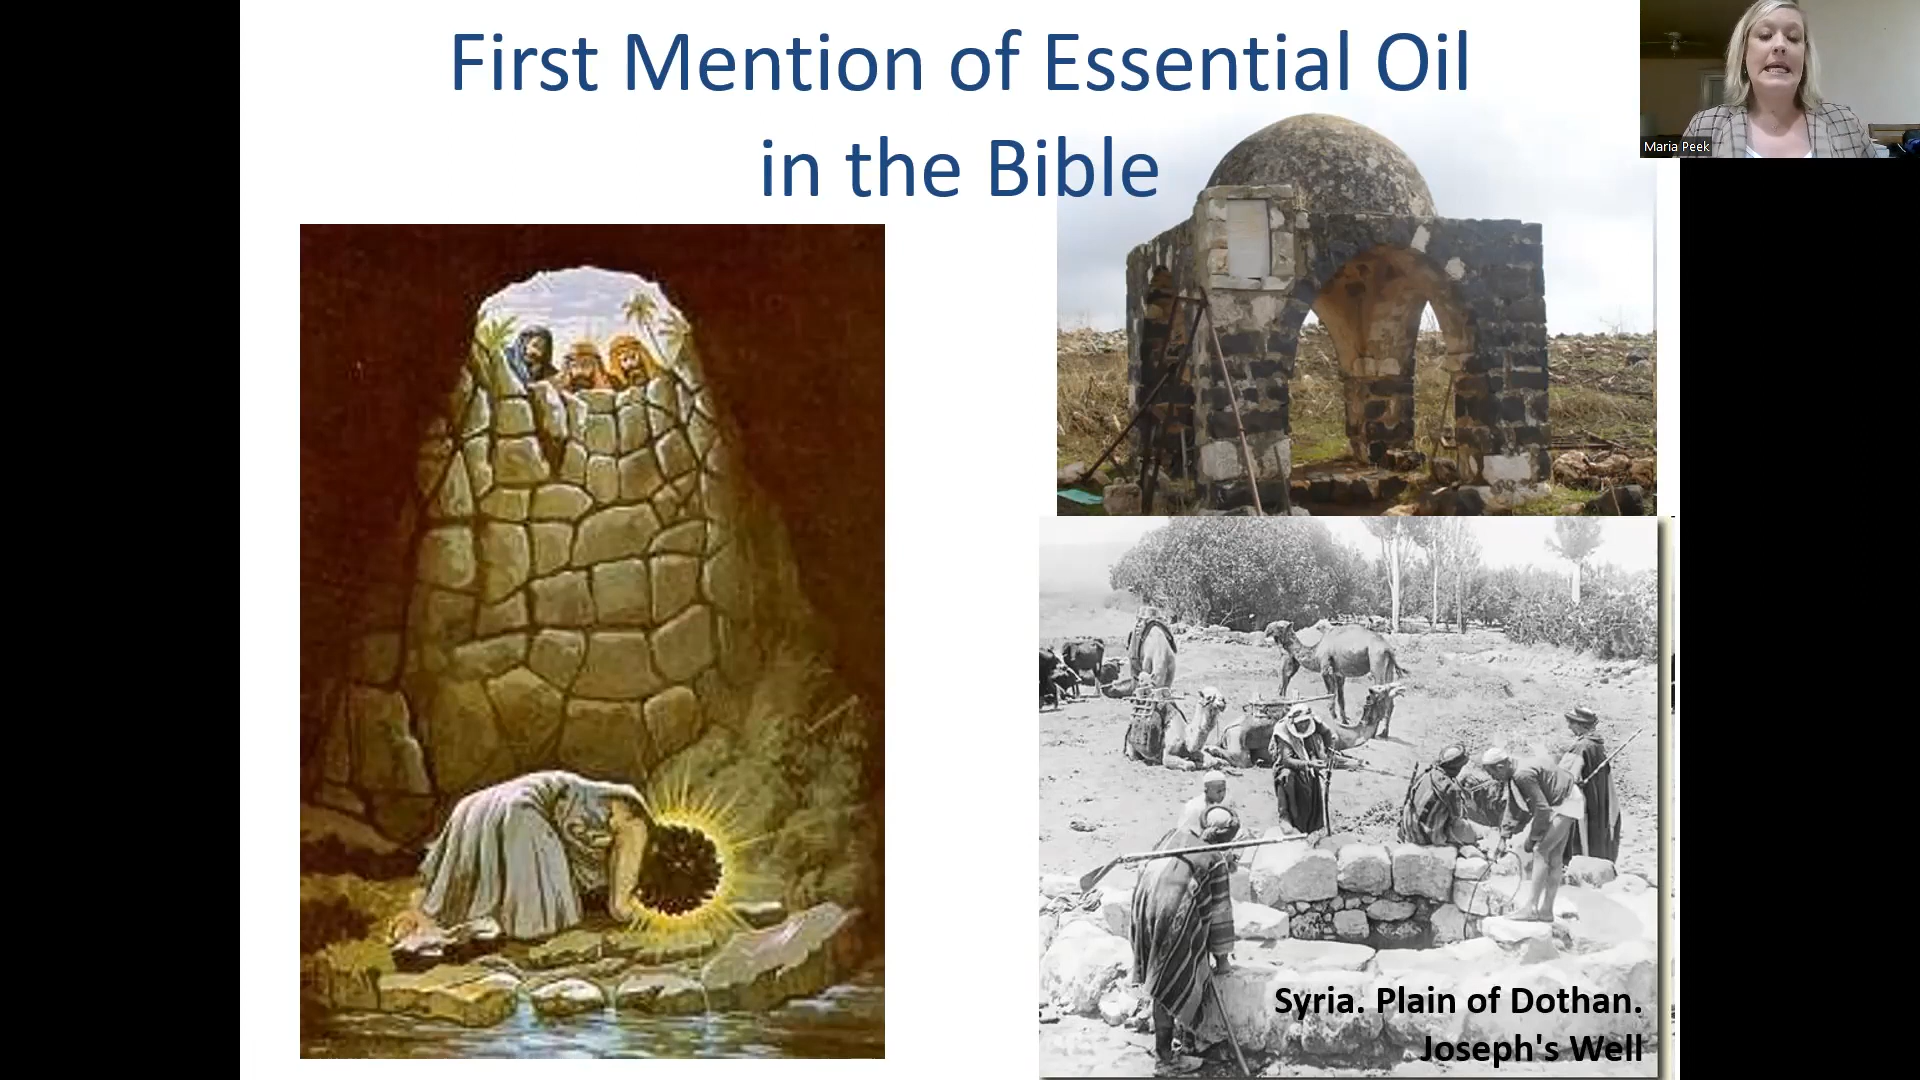 First Mention of Essential Oil
in the Bible
Maria Peek
Syria. Plain of Dothan.
Joseph's Well